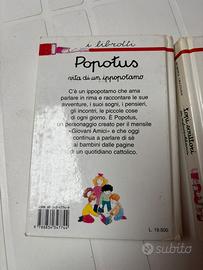 i librotti
Popotus
vita di un ippopotamo
C'è un ippopotamo che ama
parlare in rima e raccontare le sue
avventure, i suoi sogni, i pensieri,
gli incontri, le piccole cose
di ogni giorno. È Popotus,
un personaggio creato per il mensile
«Giovani Amici» e che oggi
continua a parlare di sé
ai bambini dalle pagine
di un quotidiano cattolico.
L. 19.500
subito